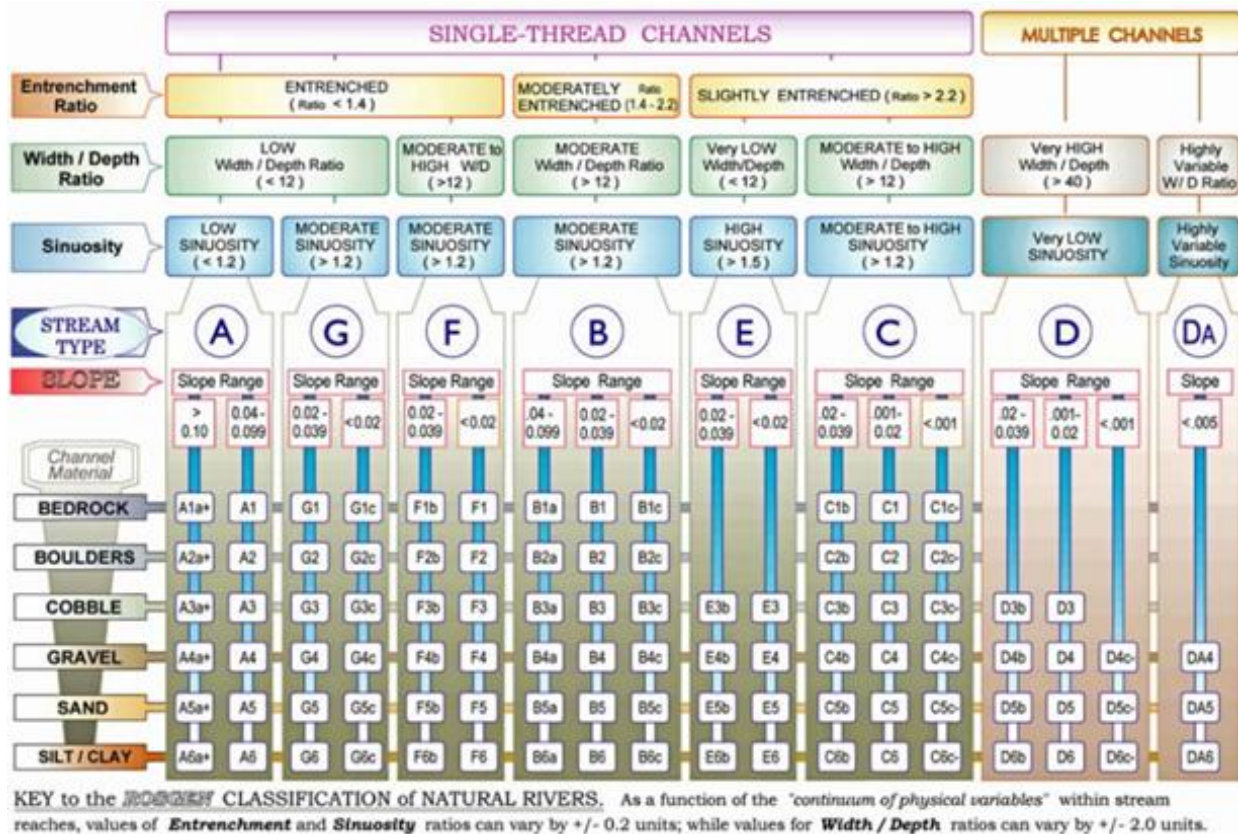 SINGLE-THREAD CHANNELS
MULTIPLE CHANNELS
Entrenchment
Ratio
ENTRENCHED
( Ratio < 1.4 )
MODERATELY Ratio
ENTRENCHED (1.4 - 2.2)
SLIGHTLY ENTRENCHED ( Ratio > 2.2 )
Width / Depth
Ratio
LOW
Width / Depth Ratio
( < 12 )
MODERATE to
HIGH W/D
( >12 )
MODERATE
Width / Depth Ratio
( > 12 )
Very LOW
Width/Depth
( < 12 )
MODERATE to HIGH
Width / Depth
( > 12 )
Very HIGH
Width / Depth
( > 40 )
Highly
Variable
W / D Ratio
Sinuosity
LOW
SINUOSITY
( < 1.2 )
MODERATE
SINUOSITY
( > 1.2 )
MODERATE
SINUOSITY
( > 1.2 )
MODERATE
SINUOSITY
( > 1.2 )
HIGH
SINUOSITY
( > 1.5 )
MODERATE to HIGH
SINUOSITY
( > 1.2 )
Very LOW
SINUOSITY
Highly
Variable
Sinuosity
STREAM
TYPE
A G F B E C D DA
SLOPE
Slope Range Slope Range Slope Range Slope Range Slope Range Slope Range Slope Range Slope
>
0.10
0.04 -
0.099
0.02 -
0.039
<0.02
0.02 -
0.039
<0.02
.04 -
0.099
0.02 -
0.039
<0.02
0.02 -
0.039
<0.02
.02 -
0.039
.001-
0.02
<.001
.02 -
0.039
.001-
0.02
<.001
<.005
Channel
Material
BEDROCK A1a+ A1 G1 G1c F1b F1 B1a B1 B1c C1b C1 C1c-
BOULDERS A2a+ A2 G2 G2c F2b F2 B2a B2 B2c C2b C2 C2c-
COBBLE A3a+ A3 G3 G3c F3b F3 B3a B3 B3c E3b E3 C3b C3 C3c- D3b D3
GRAVEL A4a+ A4 G4 G4c F4b F4 B4a B4 B4c E4b E4 C4b C4 C4c- D4b D4 D4c- DA4
SAND A5a+ A5 G5 G5c F5b F5 B5a B5 B5c E5b E5 C5b C5 C5c- D5b D5 D5c- DA5
SILT / CLAY A6a+ A6 G6 G6c F6b F6 B6a B6 B6c E6b E6 C6b C6 C6c- D6b D6 D6c- DA6
KEY to the ROSGEN CLASSIFICATION of NATURAL RIVERS. As a function of the "continuum of physical variables" within stream
reaches, values of Entrenchment and Sinuosity ratios can vary by +/- 0.2 units; while values for Width / Depth ratios can vary by +/- 2.0 units.